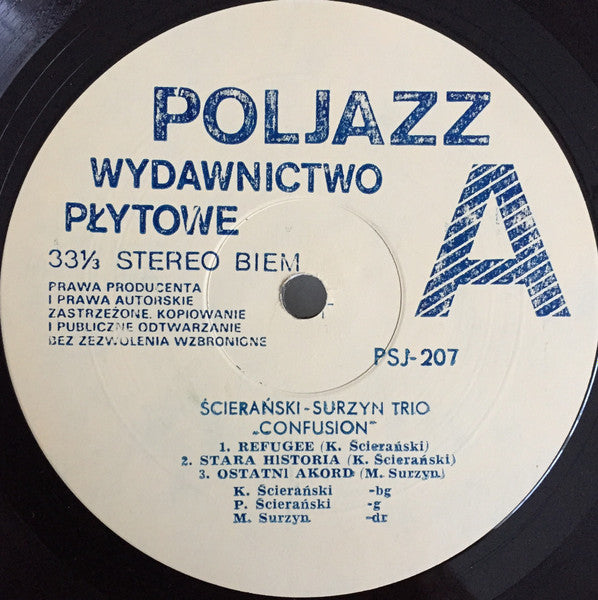 POLJAZZ
WYDAWNICTWO
PŁYTOWE
A
33⅓ STEREO BIEM
PRAWA PRODUCENTA
I PRAWA AUTORSKIE
ZASTRZEŻONE. KOPIOWANIE
I PUBLICZNE ODTWARZANIE
BEZ ZEZWOLENIA WZBRONIONE
PSJ-207
ŚCIERAŃSKI-SURZYN TRIO
„CONFUSION”
1. REFUGEE (K. Ścierański)
2. STARA HISTORIA (K. Ścierański)
3. OSTATNI AKORD (M. Surzyn)
K. Ścierański -bg
P. Ścierański -g
M. Surzyn -dr